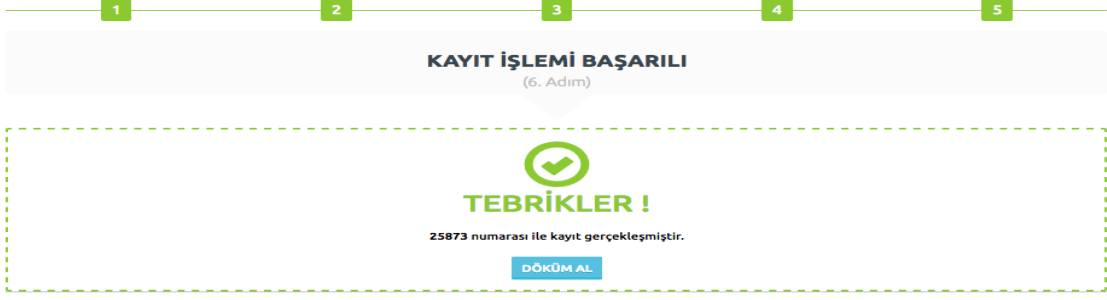 1 2 3 4 5
KAYIT İŞLEMİ BAŞARILI
(6. Adım)
TEBRİKLER !
25873 numarası ile kayıt gerçekleşmiştir.
DÖKÜM AL